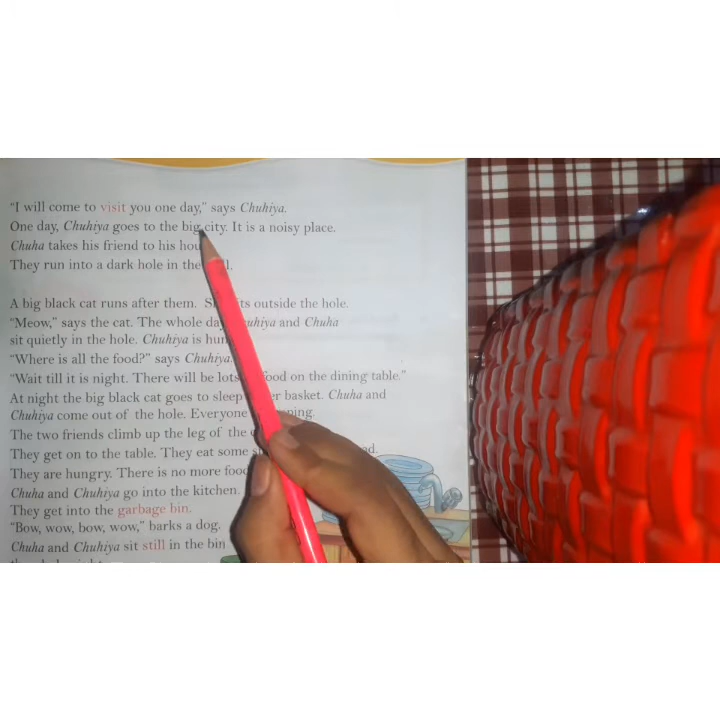 "I will come to visit you one day," says Chuhiya.
One day, Chuhiya goes to the big city. It is a noisy place.
Chuha takes his friend to his
They run into a dark hole in the
A big black cat runs after them. outside the hole.
"Meow," says the cat. The whole day and Chuha
sit quietly in the hole. Chuhiya is
"Where is all the food?" says Chuhiya.
"Wait till it is night. There will be lots food on the dining table."
At night the big black cat goes to sleep basket. Chuha and
Chuhiya come out of the hole. Everyone
The two friends climb up the leg of the
They get on to the table. They eat some
They are hungry. There is no more
Chuha and Chuhiya go into the kitchen.
They get into the garbage bin.
"Bow, wow, bow, wow," barks a dog.
Chuha and Chuhiya sit still in the bin